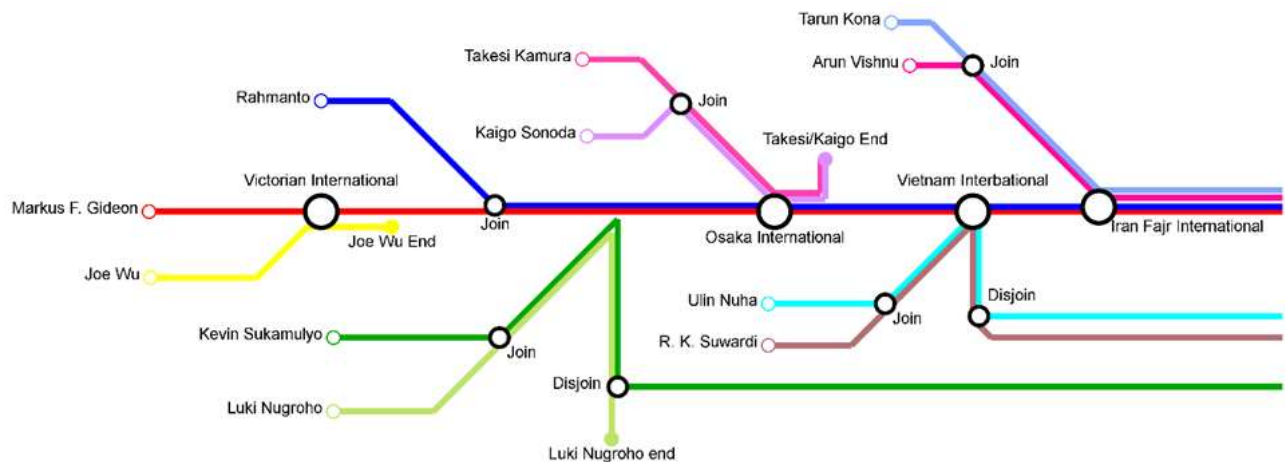 Tarun Kona
Takesi Kamura
Arun Vishnu
Join
Rahmanto
Join
Kaigo Sonoda
Takesi/Kaigo End
Victorian International
Vietnam Interbational
Markus F. Gideon
Join
Joe Wu End
Osaka International
Iran Fajr International
Joe Wu
Ulin Nuha
Disjoin
Join
Kevin Sukamulyo
R. K. Suwardi
Join
Disjoin
Luki Nugroho
Luki Nugroho end